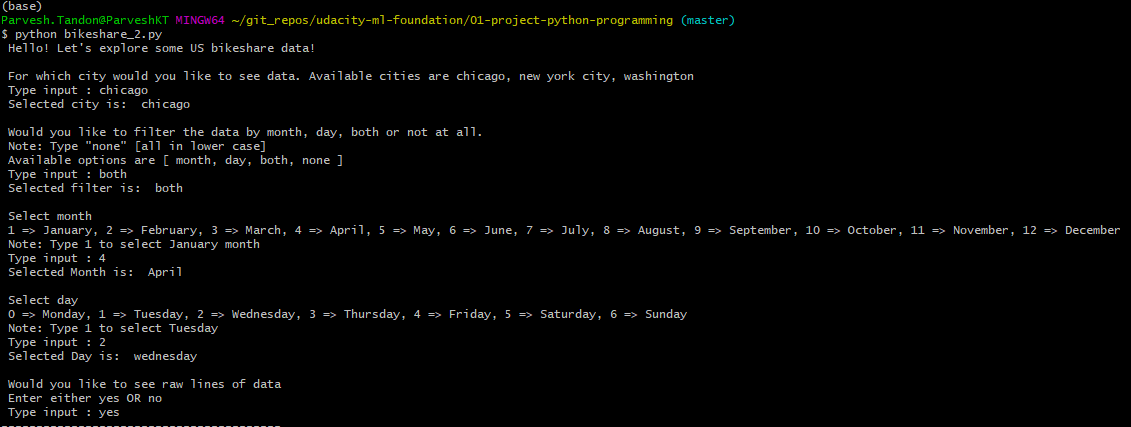 (base)
Parvesh.Tandon@ParveshKT MINGW64 ~/git_repos/udacity-ml-foundation/01-project-python-programming (master)
$ python bikeshare_2.py
Hello! Let's explore some US bikeshare data!
For which city would you like to see data. Available cities are chicago, new york city, washington
Type input : chicago
Selected city is:  chicago
Would you like to filter the data by month, day, both or not at all.
Note: Type "none" [all in lower case]
Available options are [ month, day, both, none ]
Type input : both
Selected filter is:  both
Select month
1 => January, 2 => February, 3 => March, 4 => April, 5 => May, 6 => June, 7 => July, 8 => August, 9 => September, 10 => October, 11 => November, 12 => December
Note: Type 1 to select January month
Type input : 4
Selected Month is:  April
Select day
0 => Monday, 1 => Tuesday, 2 => Wednesday, 3 => Thursday, 4 => Friday, 5 => Saturday, 6 => Sunday
Note: Type 1 to select Tuesday
Type input : 2
Selected Day is:  wednesday
Would you like to see raw lines of data
Enter either yes OR no
Type input : yes
----------------------------------------